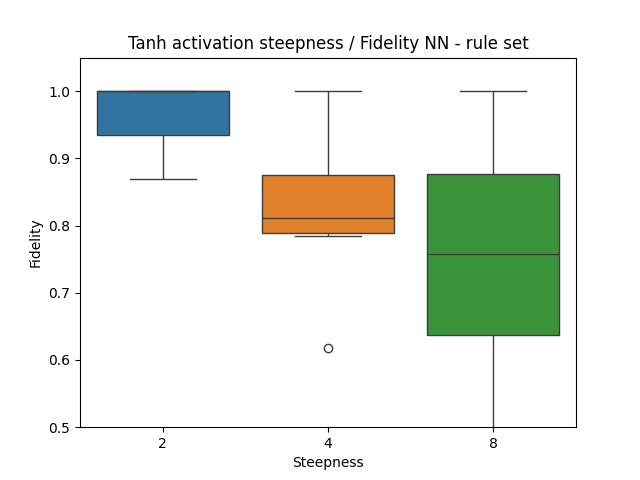 Tanh activation steepness / Fidelity NN - rule set
1.0
0.9
0.8
0.7
0.6
0.5
Fidelity
2 4 8
Steepness